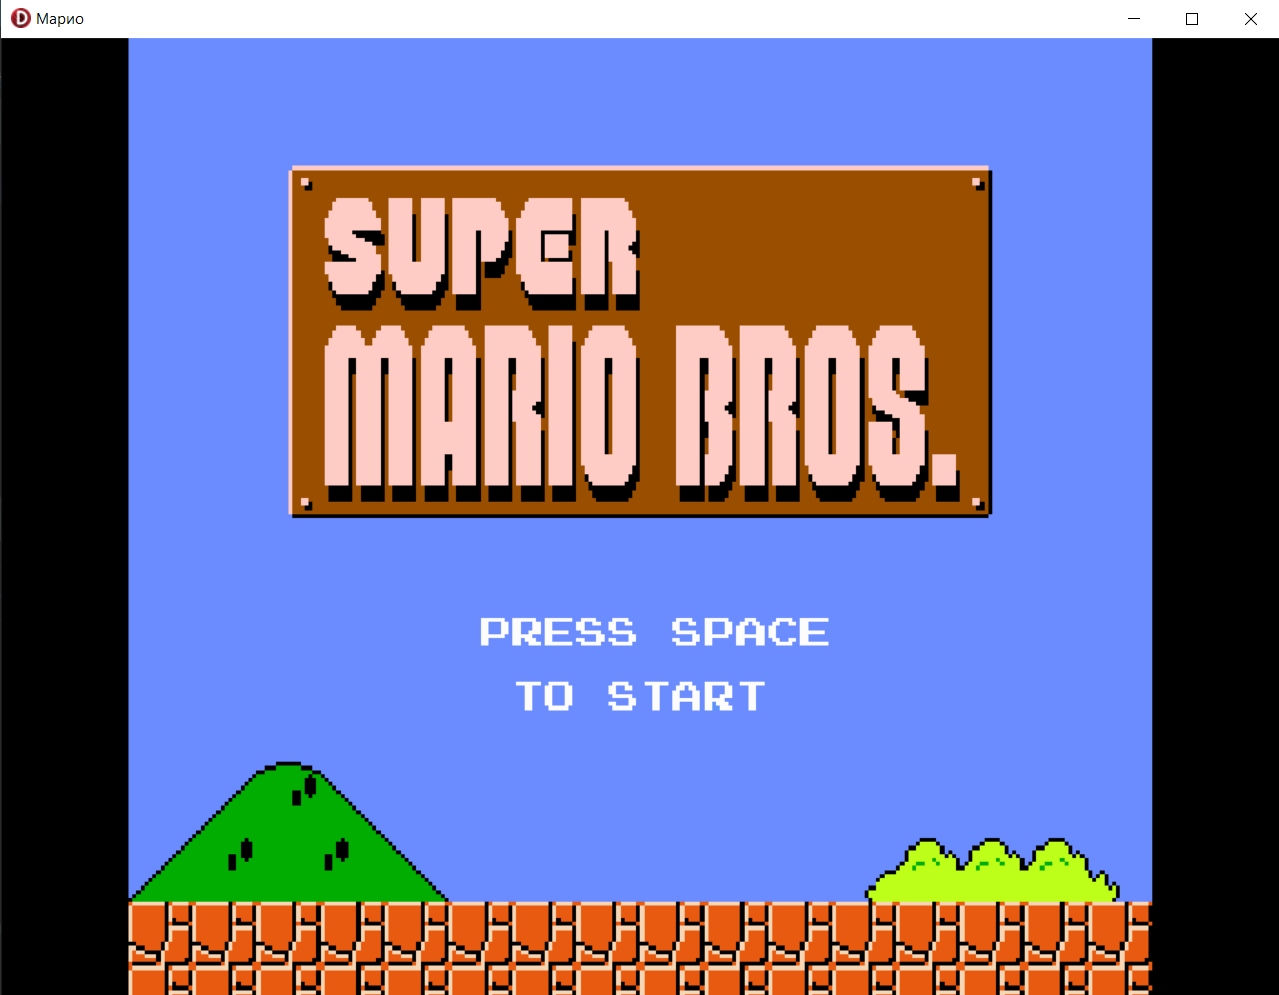 Марио
SUPER
MARIO BROS.
PRESS SPACE
TO START